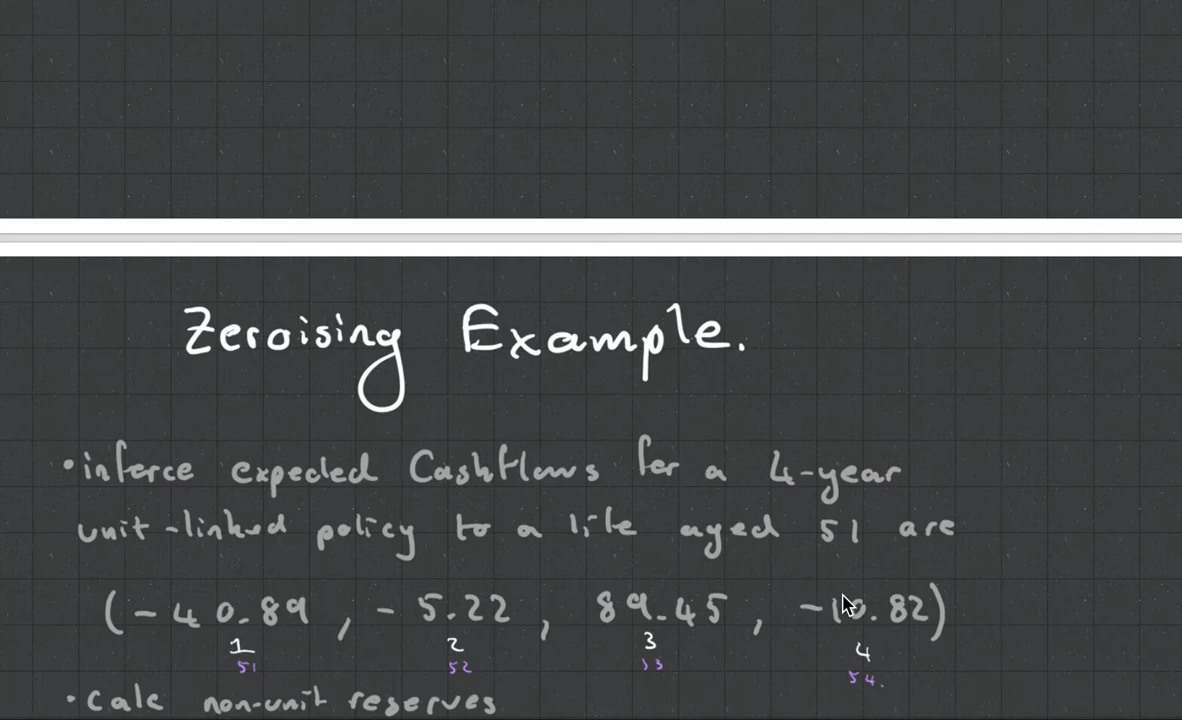 Zeroising Example.
• inforce expected Cashflows for a 4-year
unit-linked policy to a life aged 51 are
(-40.89, -5.22, 89.45, -10.82)
1 2 3 4
51 52 53 54.
• Calc non-unit reserves